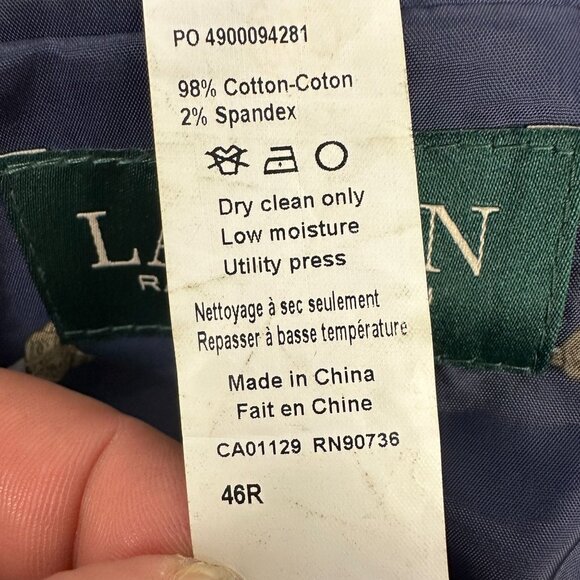 PO 4900094281
98% Cotton-Coton
2% Spandex
Dry clean only
Low moisture
Utility press
Nettoyage à sec seulement
Repasser à basse température
Made in China
Fait en Chine
CA01129 RN90736
46R